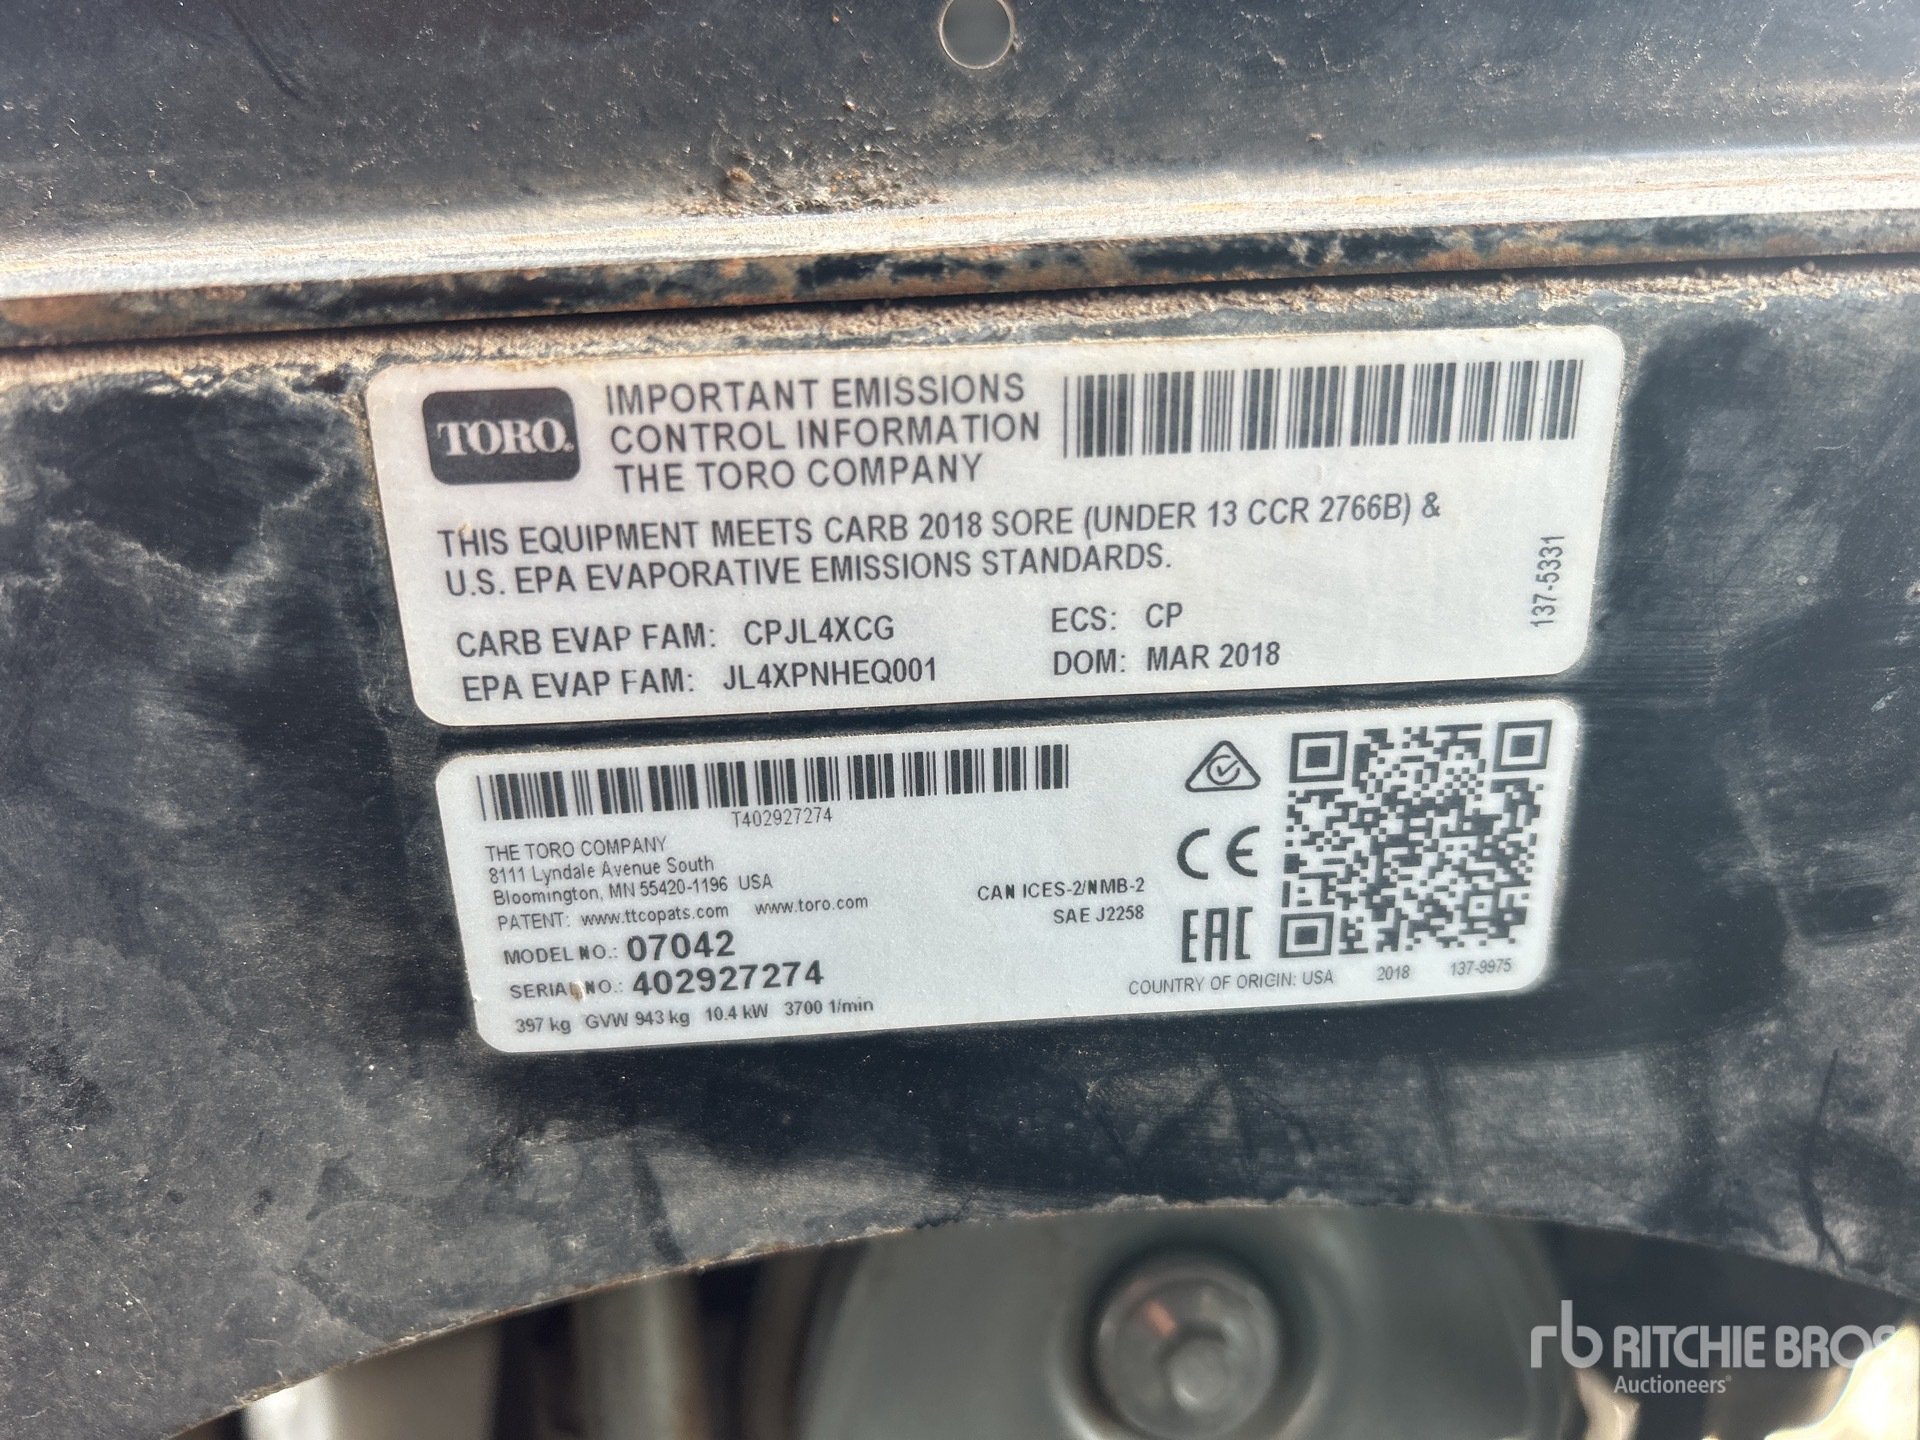 TORO.
IMPORTANT EMISSIONS
CONTROL INFORMATION
THE TORO COMPANY
THIS EQUIPMENT MEETS CARB 2018 SORE (UNDER 13 CCR 2766B) &
U.S. EPA EVAPORATIVE EMISSIONS STANDARDS.
CARB EVAP FAM: CPJL4XCG ECS: CP
EPA EVAP FAM: JL4XPNHEQ001 DOM: MAR 2018
137-5331
T402927274
THE TORO COMPANY
8111 Lyndale Avenue South
Bloomington, MN 55420-1196 USA
PATENT: www.ttcopats.com www.toro.com
MODEL NO.: 07042
SERIAL NO.: 402927274
397 kg GVW 943 kg 10.4 kW 3700 1/min
CAN ICES-2/NMB-2
SAE J2258
CE
EAC
COUNTRY OF ORIGIN: USA 2018 137-9975
rb RITCHIE BROS
Auctioneers